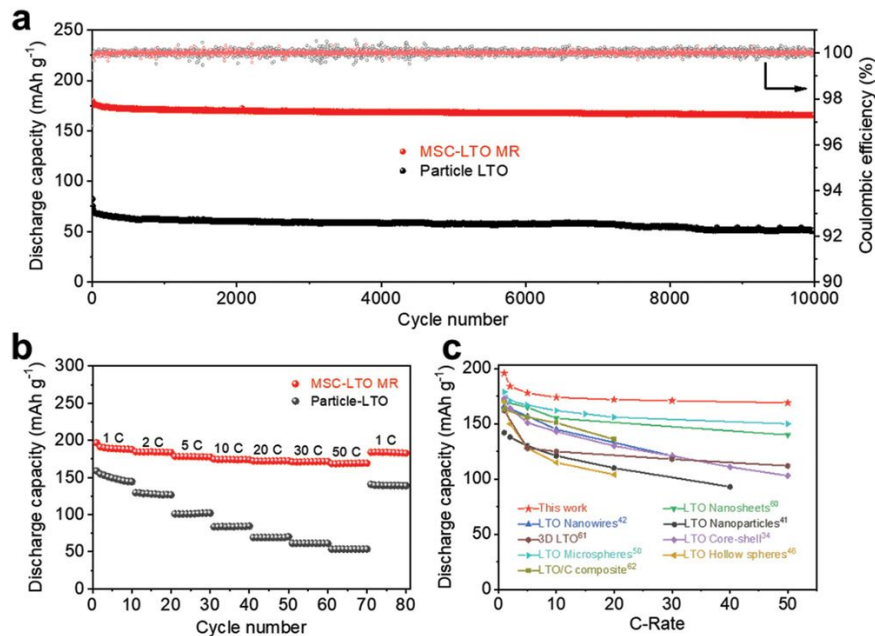 a
250
200
150
100
50
0
Discharge capacity (mAh g⁻¹)
100
98
96
94
92
90
Coulombic efficiency (%)
MSC-LTO MR
Particle LTO
0 2000 4000 6000 8000 10000
Cycle number
b
300
250
200
150
100
50
0
Discharge capacity (mAh g⁻¹)
MSC-LTO MR
Particle-LTO
1 C 2 C 5 C 10 C 20 C 30 C 50 C 1 C
0 10 20 30 40 50 60 70 80
Cycle number
c
200
150
100
50
0
Discharge capacity (mAh g⁻¹)
This work LTO Nanosheets⁶⁰
LTO Nanowires⁴² LTO Nanoparticles⁴¹
3D LTO⁶¹ LTO Core-shell³⁴
LTO Microspheres⁵⁰ LTO Hollow spheres⁴⁶
LTO/C composite⁶²
0 10 20 30 40 50
C-Rate